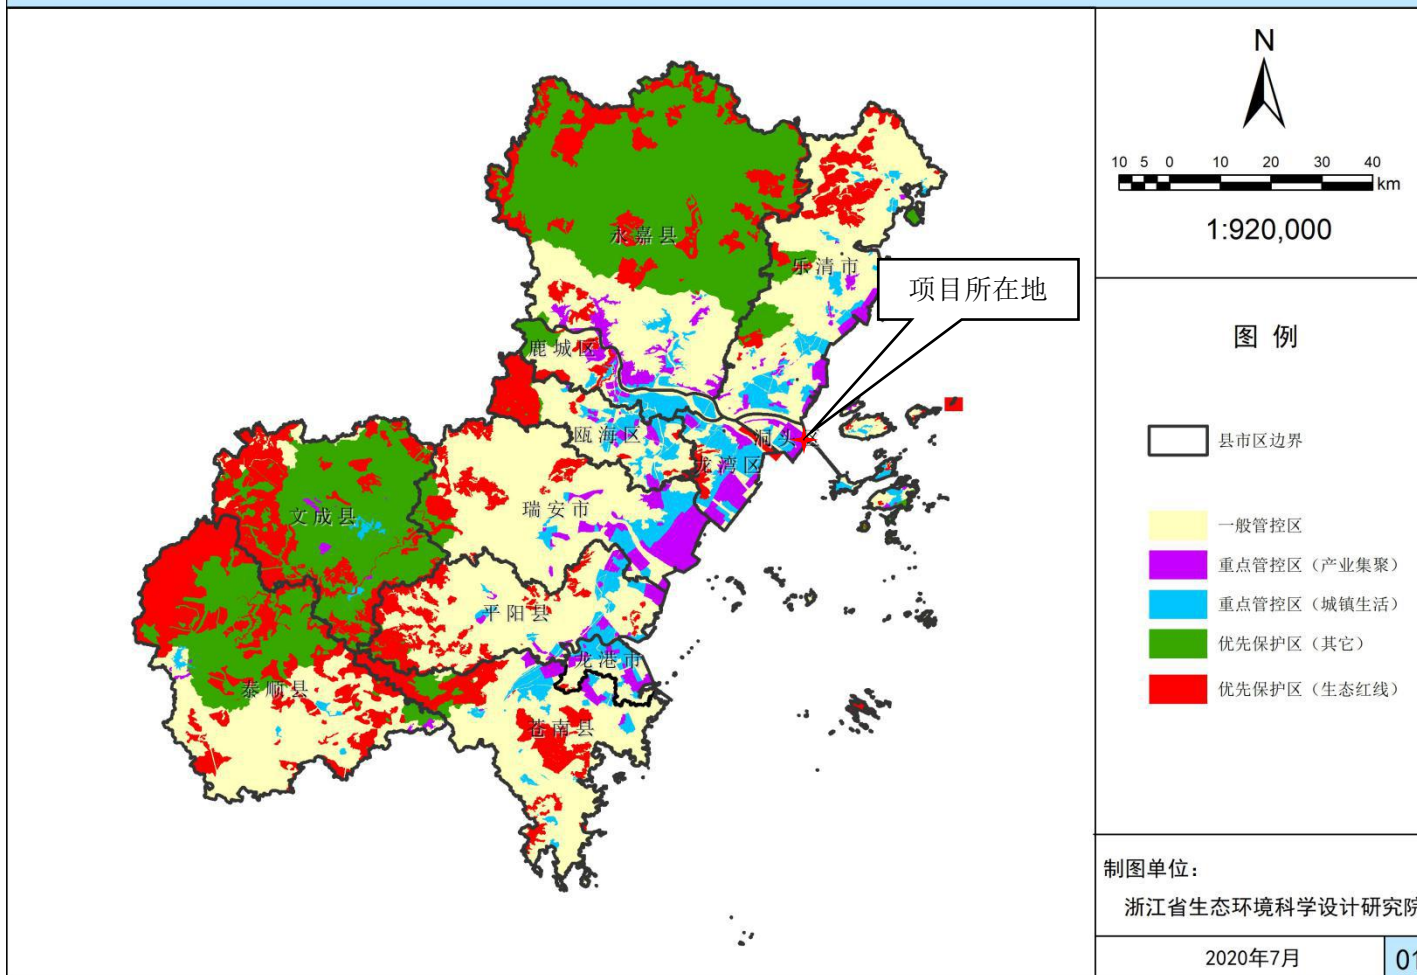 N
10 5 0 10 20 30 40
km
1:920,000
永嘉县
乐清市
项目所在地
图 例
鹿城区
瓯海区
洞头区
龙湾区
县市区边界
文成县
瑞安市
一般管控区
重点管控区（产业集聚）
重点管控区（城镇生活）
平阳县
优先保护区（其它）
龙港市
泰顺县
优先保护区（生态红线）
苍南县
制图单位：
浙江省生态环境科学设计研究院
2020年7月
01